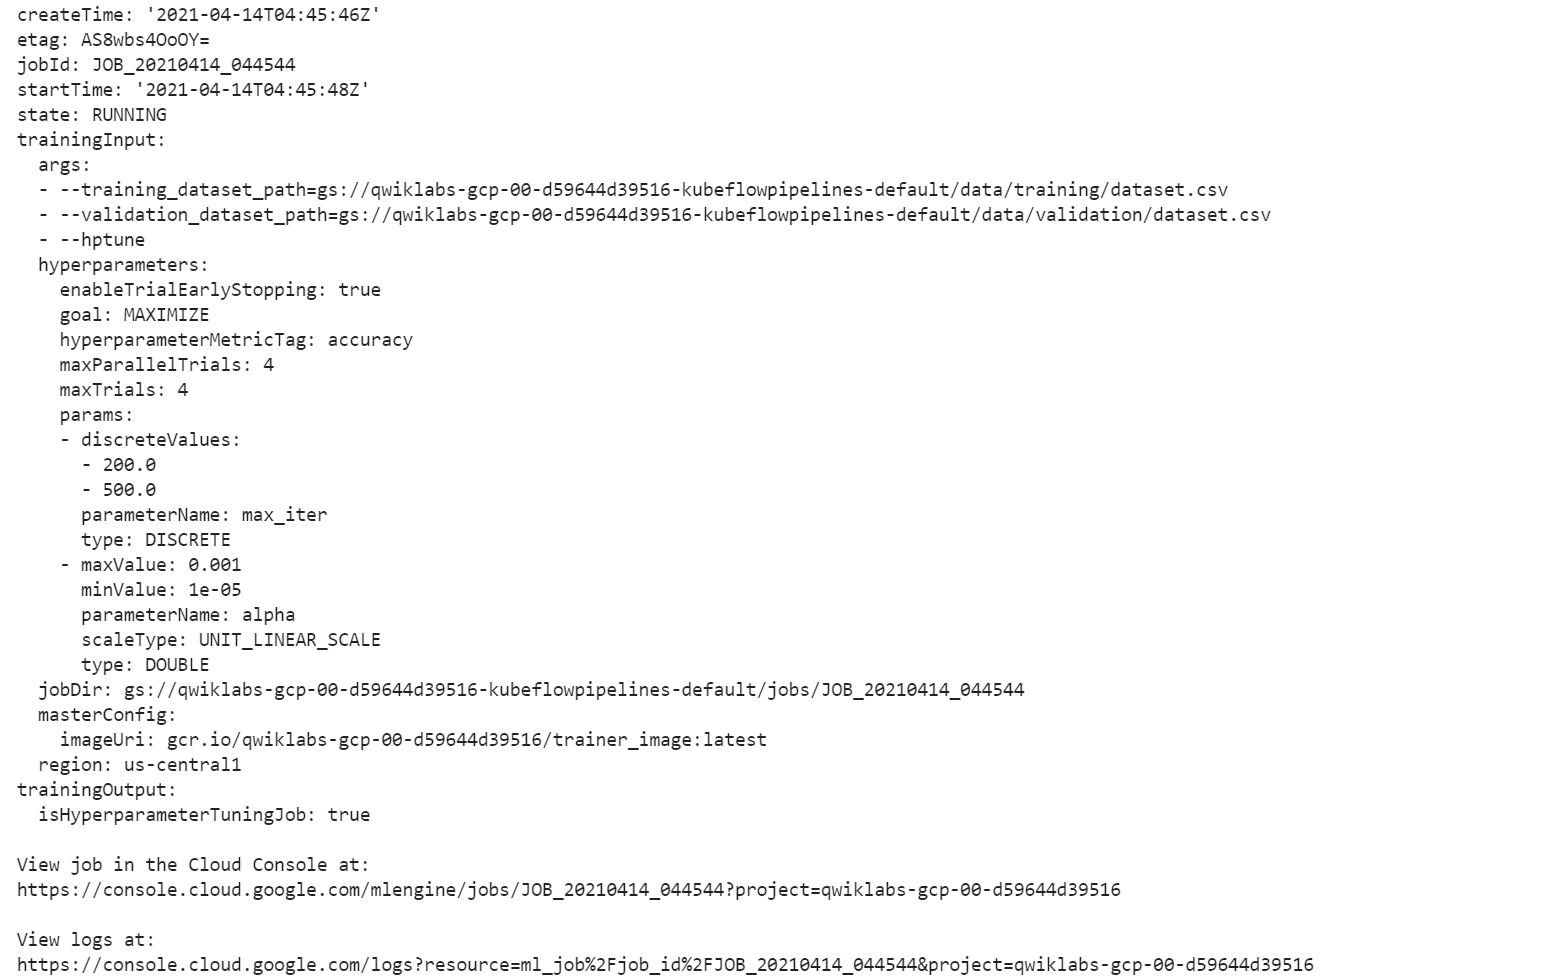 createTime: '2021-04-14T04:45:46Z'
etag: AS8wbs4OoOY=
jobId: JOB_20210414_044544
startTime: '2021-04-14T04:45:48Z'
state: RUNNING
trainingInput:
  args:
  - --training_dataset_path=gs://qwiklabs-gcp-00-d59644d39516-kubeflowpipelines-default/data/training/dataset.csv
  - --validation_dataset_path=gs://qwiklabs-gcp-00-d59644d39516-kubeflowpipelines-default/data/validation/dataset.csv
  - --hptune
  hyperparameters:
    enableTrialEarlyStopping: true
    goal: MAXIMIZE
    hyperparameterMetricTag: accuracy
    maxParallelTrials: 4
    maxTrials: 4
    params:
    - discreteValues:
      - 200.0
      - 500.0
      parameterName: max_iter
      type: DISCRETE
    - maxValue: 0.001
      minValue: 1e-05
      parameterName: alpha
      scaleType: UNIT_LINEAR_SCALE
      type: DOUBLE
  jobDir: gs://qwiklabs-gcp-00-d59644d39516-kubeflowpipelines-default/jobs/JOB_20210414_044544
  masterConfig:
    imageUri: gcr.io/qwiklabs-gcp-00-d59644d39516/trainer_image:latest
  region: us-central1
trainingOutput:
  isHyperparameterTuningJob: true

View job in the Cloud Console at:
https://console.cloud.google.com/mlengine/jobs/JOB_20210414_044544?project=qwiklabs-gcp-00-d59644d39516

View logs at:
https://console.cloud.google.com/logs?resource=ml_job%2Fjob_id%2FJOB_20210414_044544&project=qwiklabs-gcp-00-d59644d39516